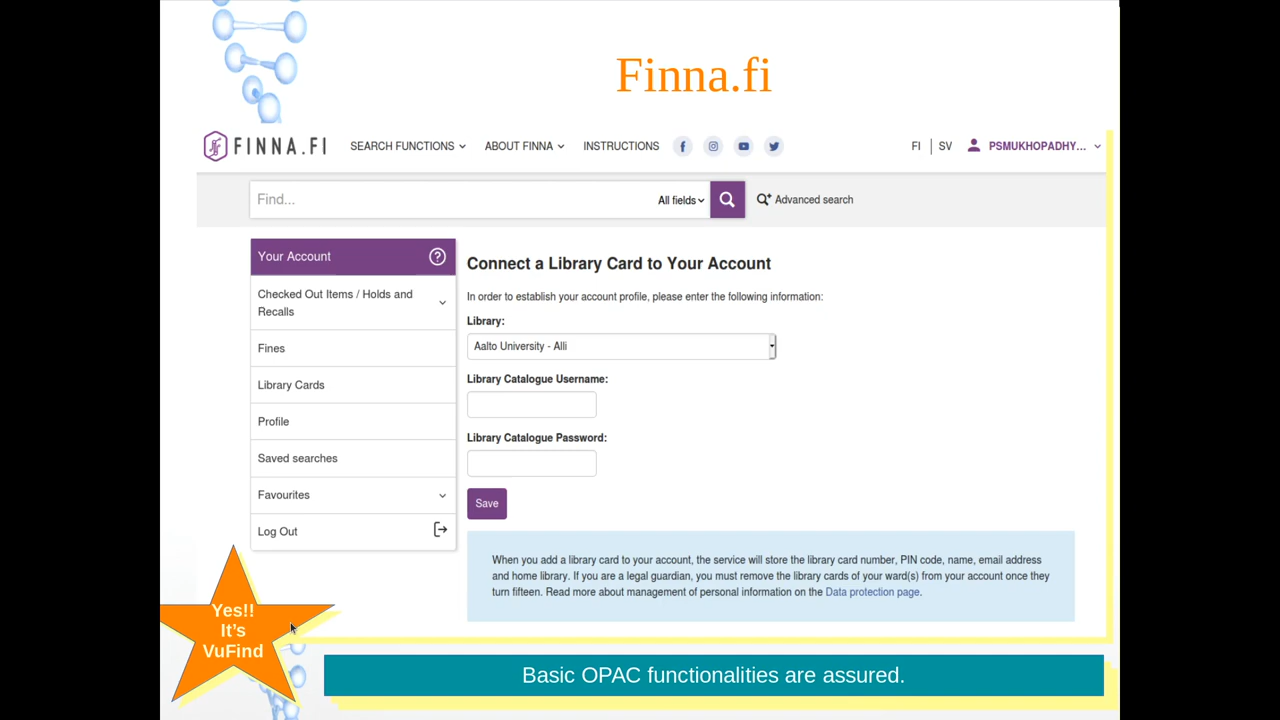 Finna.fi
FINNA.FI
SEARCH FUNCTIONS
ABOUT FINNA
INSTRUCTIONS
FI
SV
PSMUKHOPADHY...
Find...
All fields
Advanced search
Your Account
Checked Out Items / Holds and
Recalls
Fines
Library Cards
Profile
Saved searches
Favourites
Log Out
Connect a Library Card to Your Account
In order to establish your account profile, please enter the following information:
Library:
Aalto University - Alli
Library Catalogue Username:
Library Catalogue Password:
Save
When you add a library card to your account, the service will store the library card number, PIN code, name, email address
and home library. If you are a legal guardian, you must remove the library cards of your ward(s) from your account once they
turn fifteen. Read more about management of personal information on the Data protection page.
Yes!!
It's
VuFind
Basic OPAC functionalities are assured.